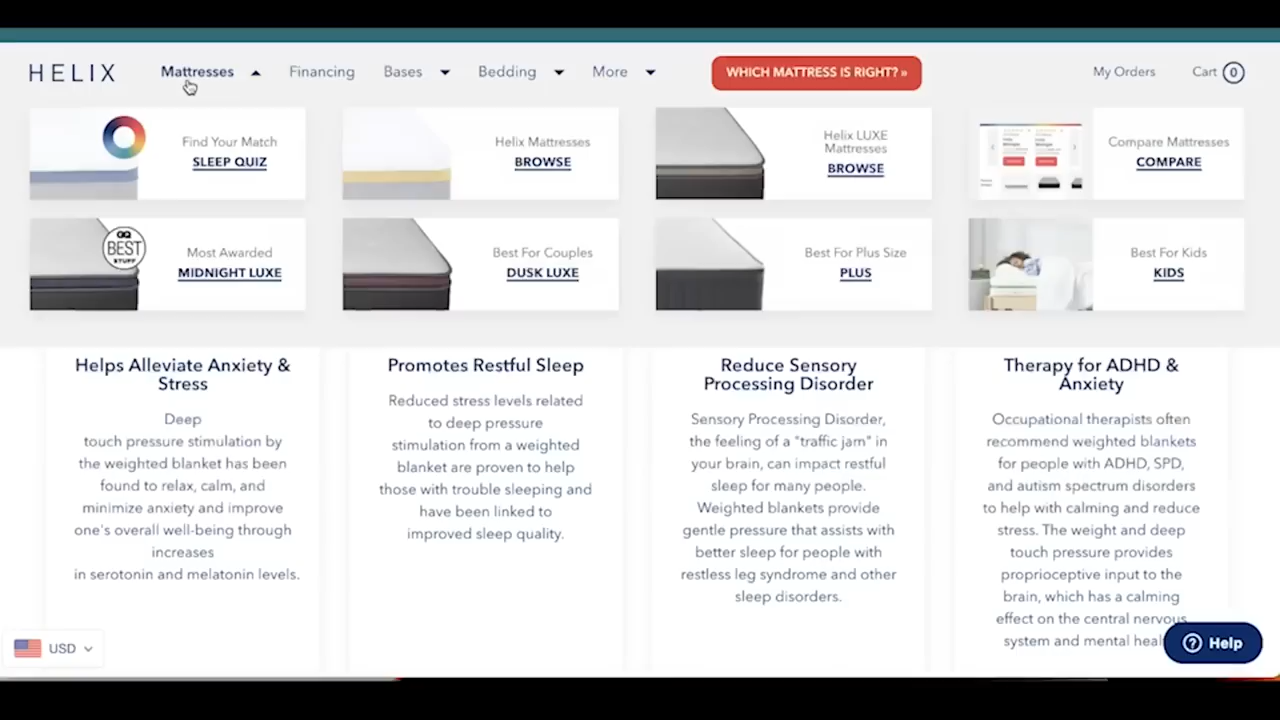 HELIX
Mattresses
Financing
Bases
Bedding
More
WHICH MATTRESS IS RIGHT? »
My Orders
Cart 0
Find Your Match
SLEEP QUIZ
Helix Mattresses
BROWSE
Helix LUXE
Mattresses
BROWSE
Compare Mattresses
COMPARE
GQ
BEST
STUFF
Most Awarded
MIDNIGHT LUXE
Best For Couples
DUSK LUXE
Best For Plus Size
PLUS
Best For Kids
KIDS
Helps Alleviate Anxiety &
Stress
Deep
touch pressure stimulation by
the weighted blanket has been
found to relax, calm, and
minimize anxiety and improve
one's overall well-being through
increases
in serotonin and melatonin levels.
Promotes Restful Sleep
Reduced stress levels related
to deep pressure
stimulation from a weighted
blanket are proven to help
those with trouble sleeping and
have been linked to
improved sleep quality.
Reduce Sensory
Processing Disorder
Sensory Processing Disorder,
the feeling of a "traffic jam" in
your brain, can impact restful
sleep for many people.
Weighted blankets provide
gentle pressure that assists with
better sleep for people with
restless leg syndrome and other
sleep disorders.
Therapy for ADHD &
Anxiety
Occupational therapists often
recommend weighted blankets
for people with ADHD, SPD,
and autism spectrum disorders
to help with calming and reduce
stress. The weight and deep
touch pressure provides
proprioceptive input to the
brain, which has a calming
effect on the central nervous
system and mental
USD
Help